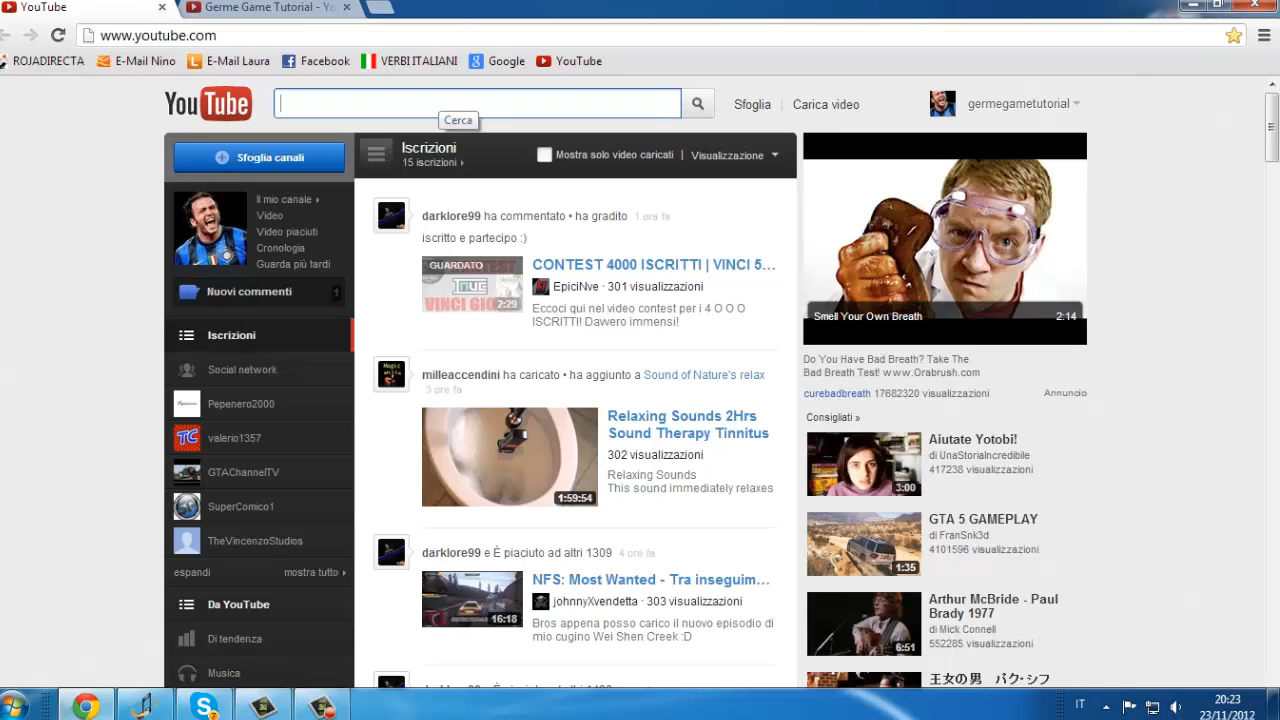 YouTube
Germe Game Tutorial - Yo
www.youtube.com
ROJADIRECTA
E-Mail Nino
E-Mail Laura
Facebook
VERBI ITALIANI
Google
YouTube
YouTube
Cerca
Sfoglia
Carica video
germegametutorial
Sfoglia canali
Il mio canale
Video
Video piaciuti
Cronologia
Guarda più tardi
Nuovi commenti 1
Iscrizioni
Social network
Pepenero2000
TC
valerio1357
GTAChannelTV
SuperComico1
TheVincenzoStudios
espandi
mostra tutto
Da YouTube
Di tendenza
Musica
Iscrizioni
15 iscrizioni
Mostra solo video caricati | Visualizzazione
darklore99 ha commentato • ha gradito 1 ora fa
iscritto e partecipo :)
GUARDATO
VINCI GIO
2:29
CONTEST 4000 ISCRITTI | VINCI 5...
EpiciNve · 301 visualizzazioni
Eccoci qui nel video contest per i 4 O O O
ISCRITTI! Davvero immensi!
milleaccendini ha caricato • ha aggiunto a Sound of Nature's relax
3 ore fa
1:59:54
Relaxing Sounds 2Hrs
Sound Therapy Tinnitus
302 visualizzazioni
Relaxing Sounds
This sound immediately relaxes
darklore99 e È piaciuto ad altri 1309 4 ore fa
16:18
NFS: Most Wanted - Tra inseguim...
johnnyXvendetta · 303 visualizzazioni
Bros appena posso carico il nuovo episodio di
mio cugino Wei Shen Creek :D
Smell Your Own Breath
2:14
Do You Have Bad Breath? Take The
Bad Breath Test! www.Orabrush.com
curebadbreath 17682320 visualizzazioni
Annuncio
Consigliati »
3:00
Aiutate Yotobi!
di UnaStoriaIncredibile
417238 visualizzazioni
1:35
GTA 5 GAMEPLAY
di FranSnk3d
4101596 visualizzazioni
6:51
Arthur McBride - Paul
Brady 1977
di Mick Connell
552285 visualizzazioni
王女の男 パク・シフ
IT
20:23
23/11/2012